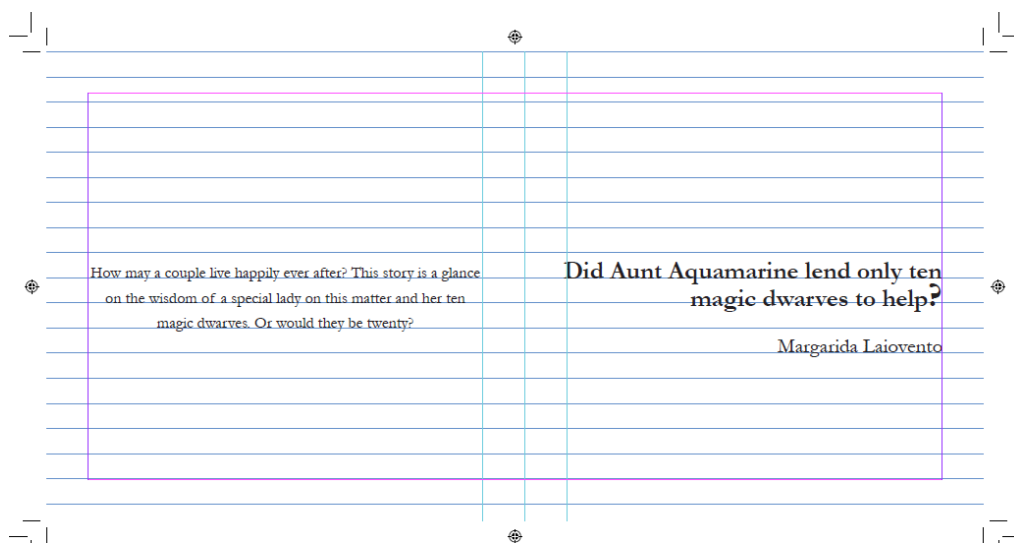 How may a couple live happily ever after? This story is a glance
on the wisdom of a special lady on this matter and her ten
magic dwarves. Or would they be twenty?
Did Aunt Aquamarine lend only ten
magic dwarves to help?
Margarida Laiovento